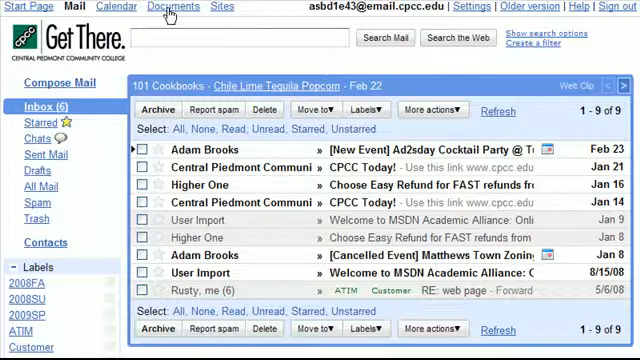 Start Page Mail Calendar Documents Sites asbd1e43@email.cpcc.edu | Settings | Older version | Help | Sign out
cpcc Get There.
CENTRAL PIEDMONT COMMUNITY COLLEGE
Search Mail Search the Web Show search options
Create a filter
Compose Mail
Inbox (6)
Starred
Chats
Sent Mail
Drafts
All Mail
Spam
Trash
Contacts
Labels
2008FA
2008SU
2009SP
ATIM
Customer
101 Cookbooks - Chile Lime Tequila Popcorn - Feb 22 Web Clip < >
Archive Report spam Delete Move to▼ Labels▼ More actions▼ Refresh 1 - 9 of 9
Select: All, None, Read, Unread, Starred, Unstarred
Adam Brooks » [New Event] Ad2sday Cocktail Party @ Feb 23
Central Piedmont Communi » CPCC Today! - Use this link www.cpcc.edu Jan 21
Higher One » Choose Easy Refund for FAST refunds from Jan 16
Central Piedmont Communi » CPCC Today! - Use this link www.cpcc.edu Jan 14
User Import » Welcome to MSDN Academic Alliance: Onli Jan 9
Higher One » Choose Easy Refund for FAST refunds from Jan 8
Adam Brooks » [Cancelled Event] Matthews Town Zoning Jan 8
User Import » Welcome to MSDN Academic Alliance: 8/15/08
Rusty, me (6) » ATIM Customer RE: web page - Forward 5/6/08
Select: All, None, Read, Unread, Starred, Unstarred
Archive Report spam Delete Move to▼ Labels▼ More actions▼ Refresh 1 - 9 of 9